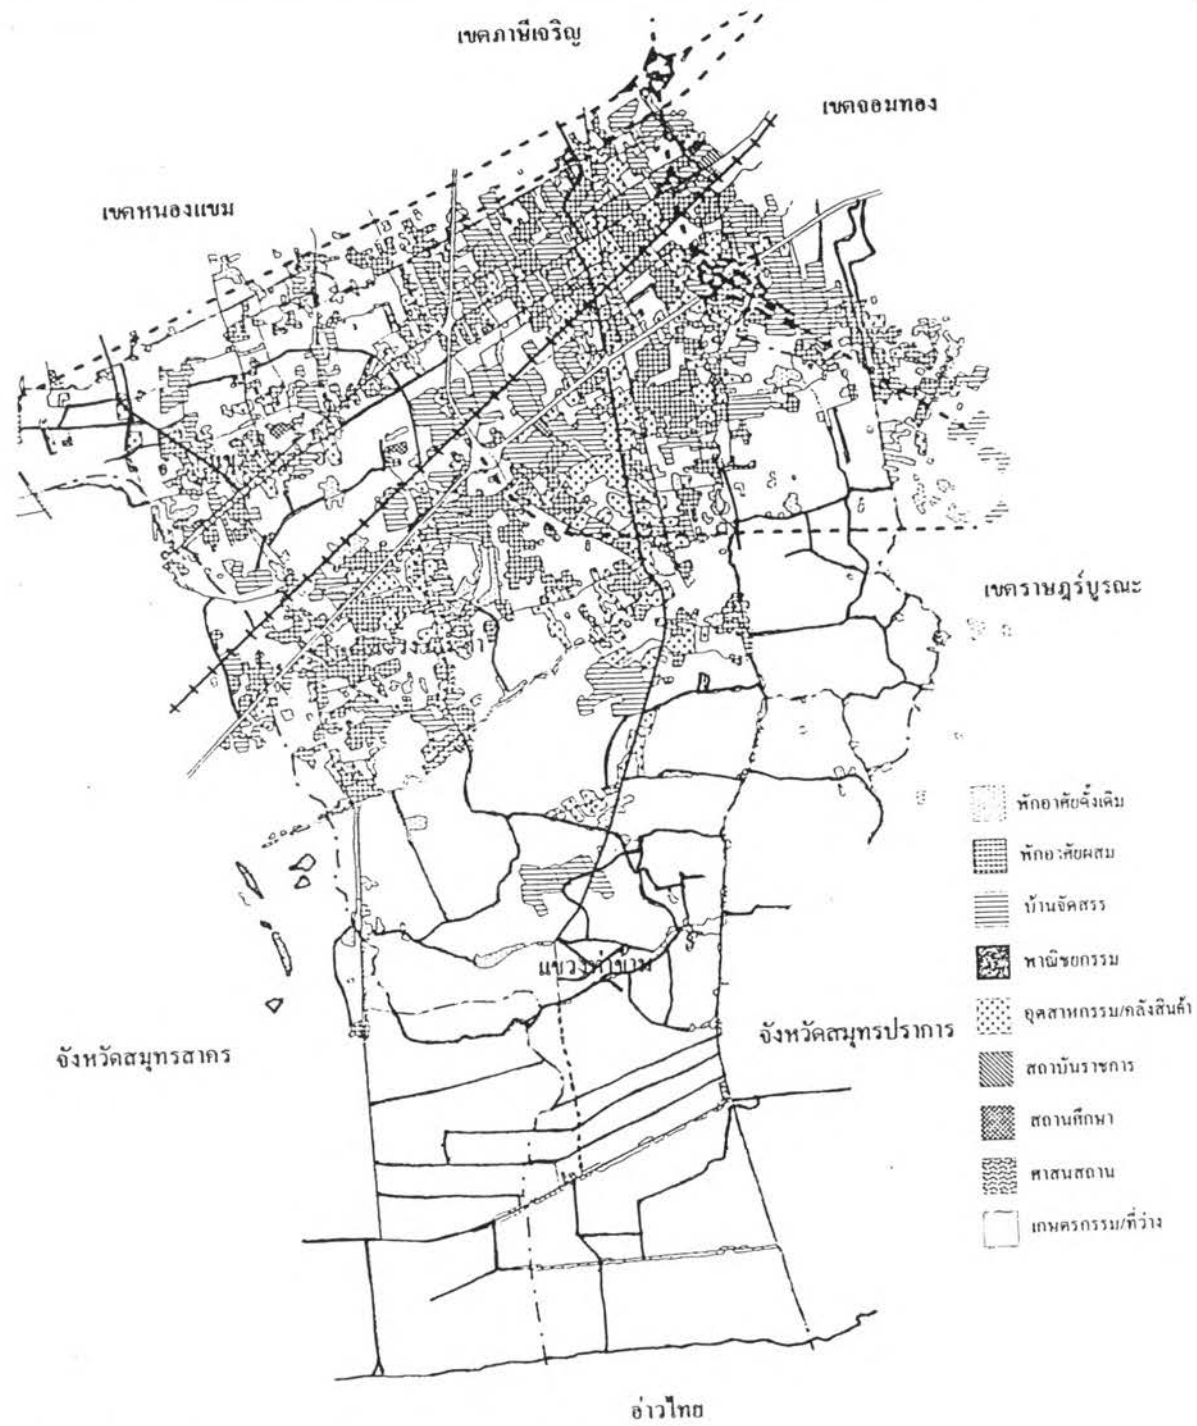 เขตภาษีเจริญ
เขตจอมทอง
เขตหนองแขม
เขตราษฎร์บูรณะ
พักอาศัยดั้งเดิม
พักอาศัยผสม
บ้านจัดสรร
พาณิชยกรรม
อุตสาหกรรม/คลังสินค้า
สถาบันราชการ
สถานศึกษา
ศาสนสถาน
เกษตรกรรม/ที่ว่าง
แขวงท่าข้าม
จังหวัดสมุทรสาคร
จังหวัดสมุทรปราการ
อ่าวไทย